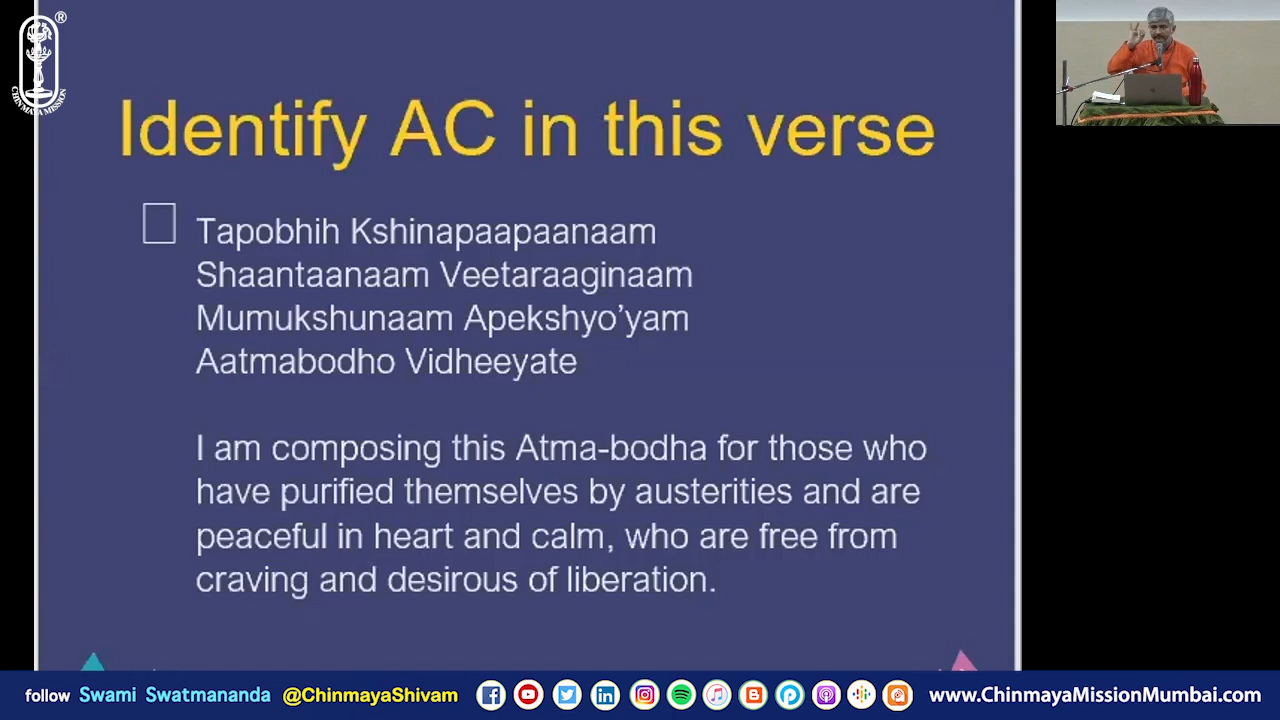 ®
CHINMAYA MISSION
Identify AC in this verse
Tapobhih Kshinapaapaanaam
Shaantaanaam Veetaraaginaam
Mumukshunaam Apekshyo’yam
Aatmabodho Vidheeyate
I am composing this Atma-bodha for those who
have purified themselves by austerities and are
peaceful in heart and calm, who are free from
craving and desirous of liberation.
follow Swami Swatmananda @ChinmayaShivam www.ChinmayaMissionMumbai.com